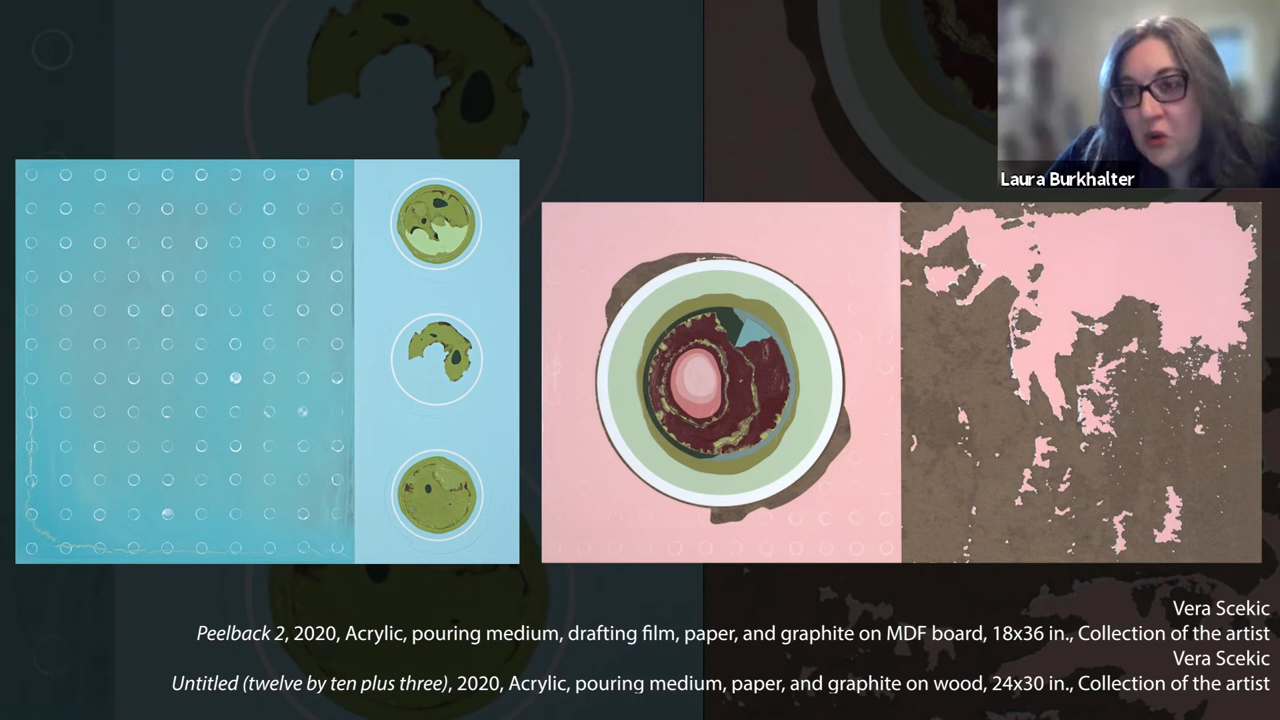 Laura Burkhalter
Vera Scekic
Peelback 2, 2020, Acrylic, pouring medium, drafting film, paper, and graphite on MDF board, 18x36 in., Collection of the artist
Vera Scekic
Untitled (twelve by ten plus three), 2020, Acrylic, pouring medium, paper, and graphite on wood, 24x30 in., Collection of the artist